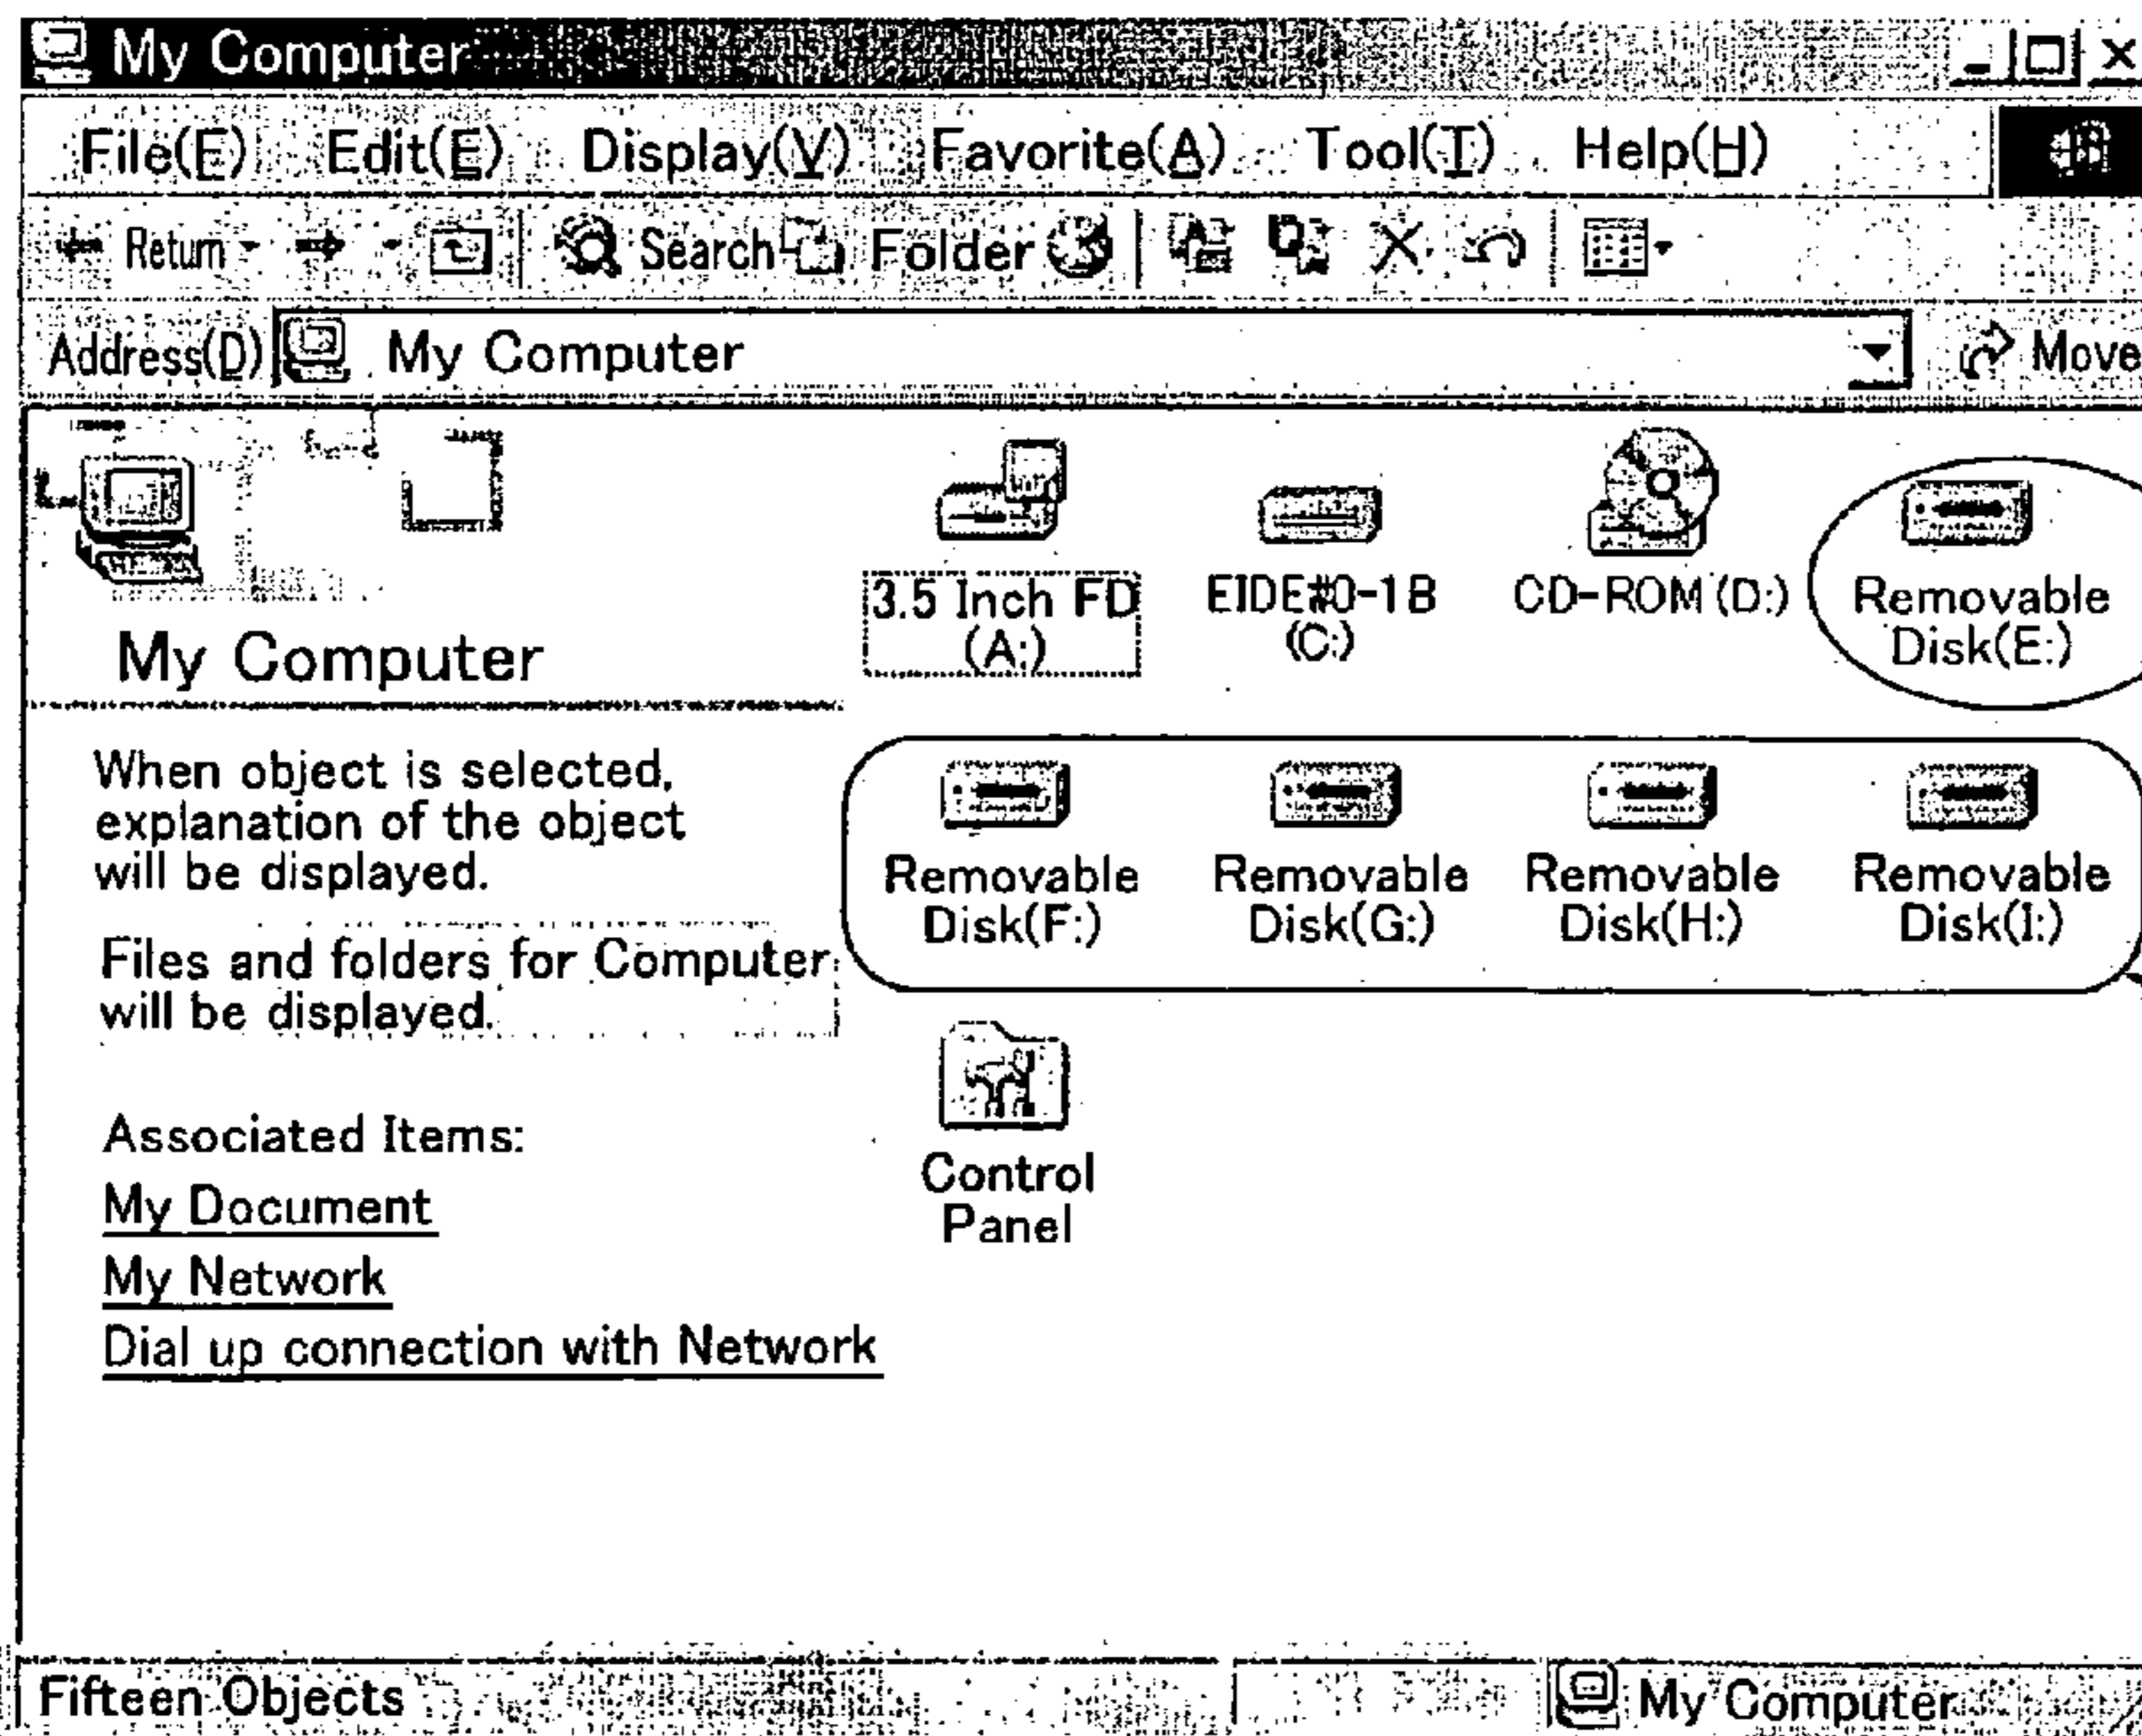 My Computer
File(F) Edit(E) Display(V) Favorite(A) Tool(T) Help(H)
Return Search Folder
Address(D) My Computer Move
3.5 Inch FD EIDE#0-1B CD-ROM(D:) Removable
(A:) (C:) Disk(E:)
My Computer
When object is selected,
explanation of the object
will be displayed.
Removable Removable Removable Removable
Disk(F:) Disk(G:) Disk(H:) Disk(I:)
Files and folders for Computer
will be displayed.
Control
Panel
Associated Items:
My Document
My Network
Dial up connection with Network
Fifteen Objects My Computer